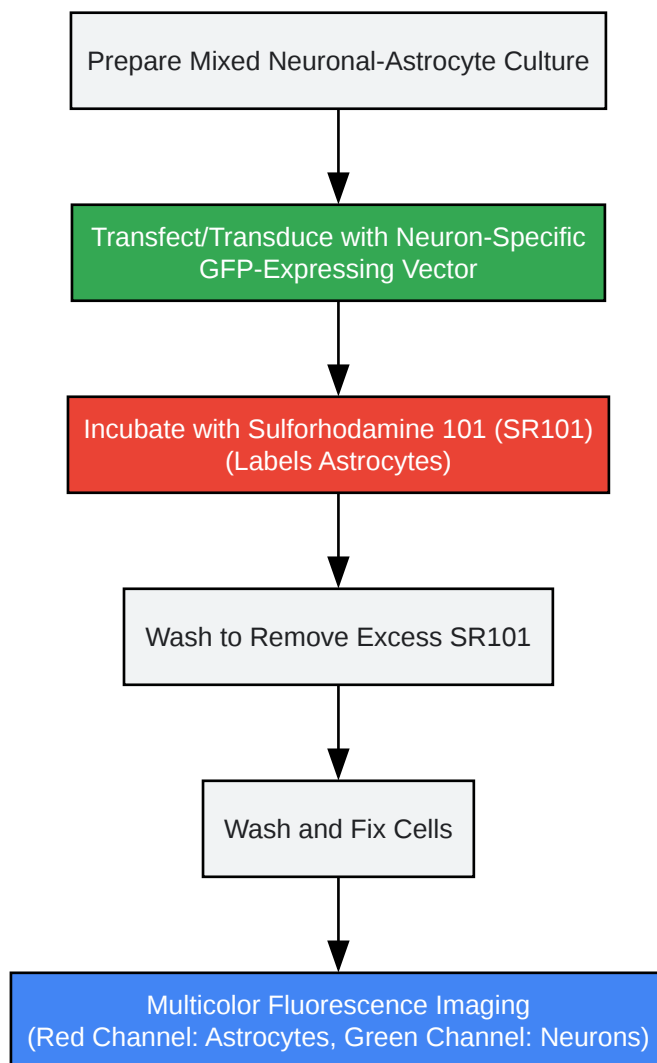 Prepare Mixed Neuronal-Astrocyte Culture
Transfect/Transduce with Neuron-Specific
GFP-Expressing Vector
Incubate with Sulforhodamine 101 (SR101)
(Labels Astrocytes)
Wash to Remove Excess SR101
Wash and Fix Cells
Multicolor Fluorescence Imaging
(Red Channel: Astrocytes, Green Channel: Neurons)